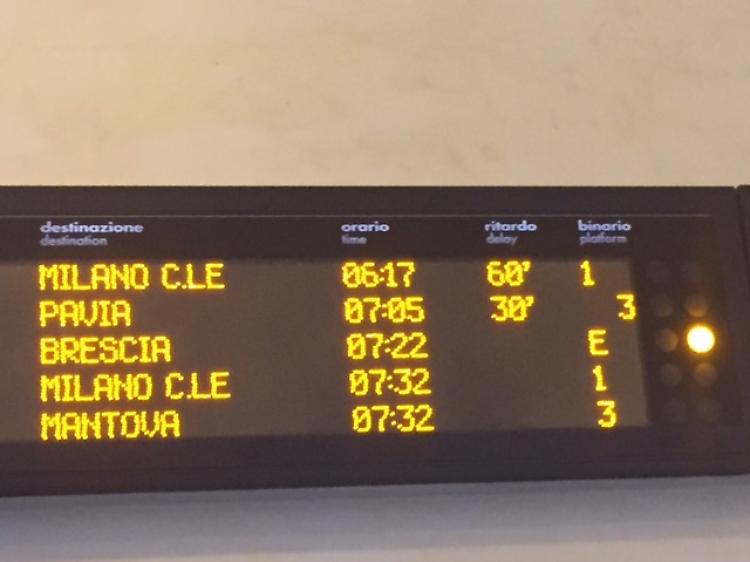 destinazione orario ritardo binario
destination time delay platform
MILANO C.LE 06:17 60' 1
PAVIA 07:05 30' 3
BRESCIA 07:22 E
MILANO C.LE 07:32 1
MANTOVA 07:32 3